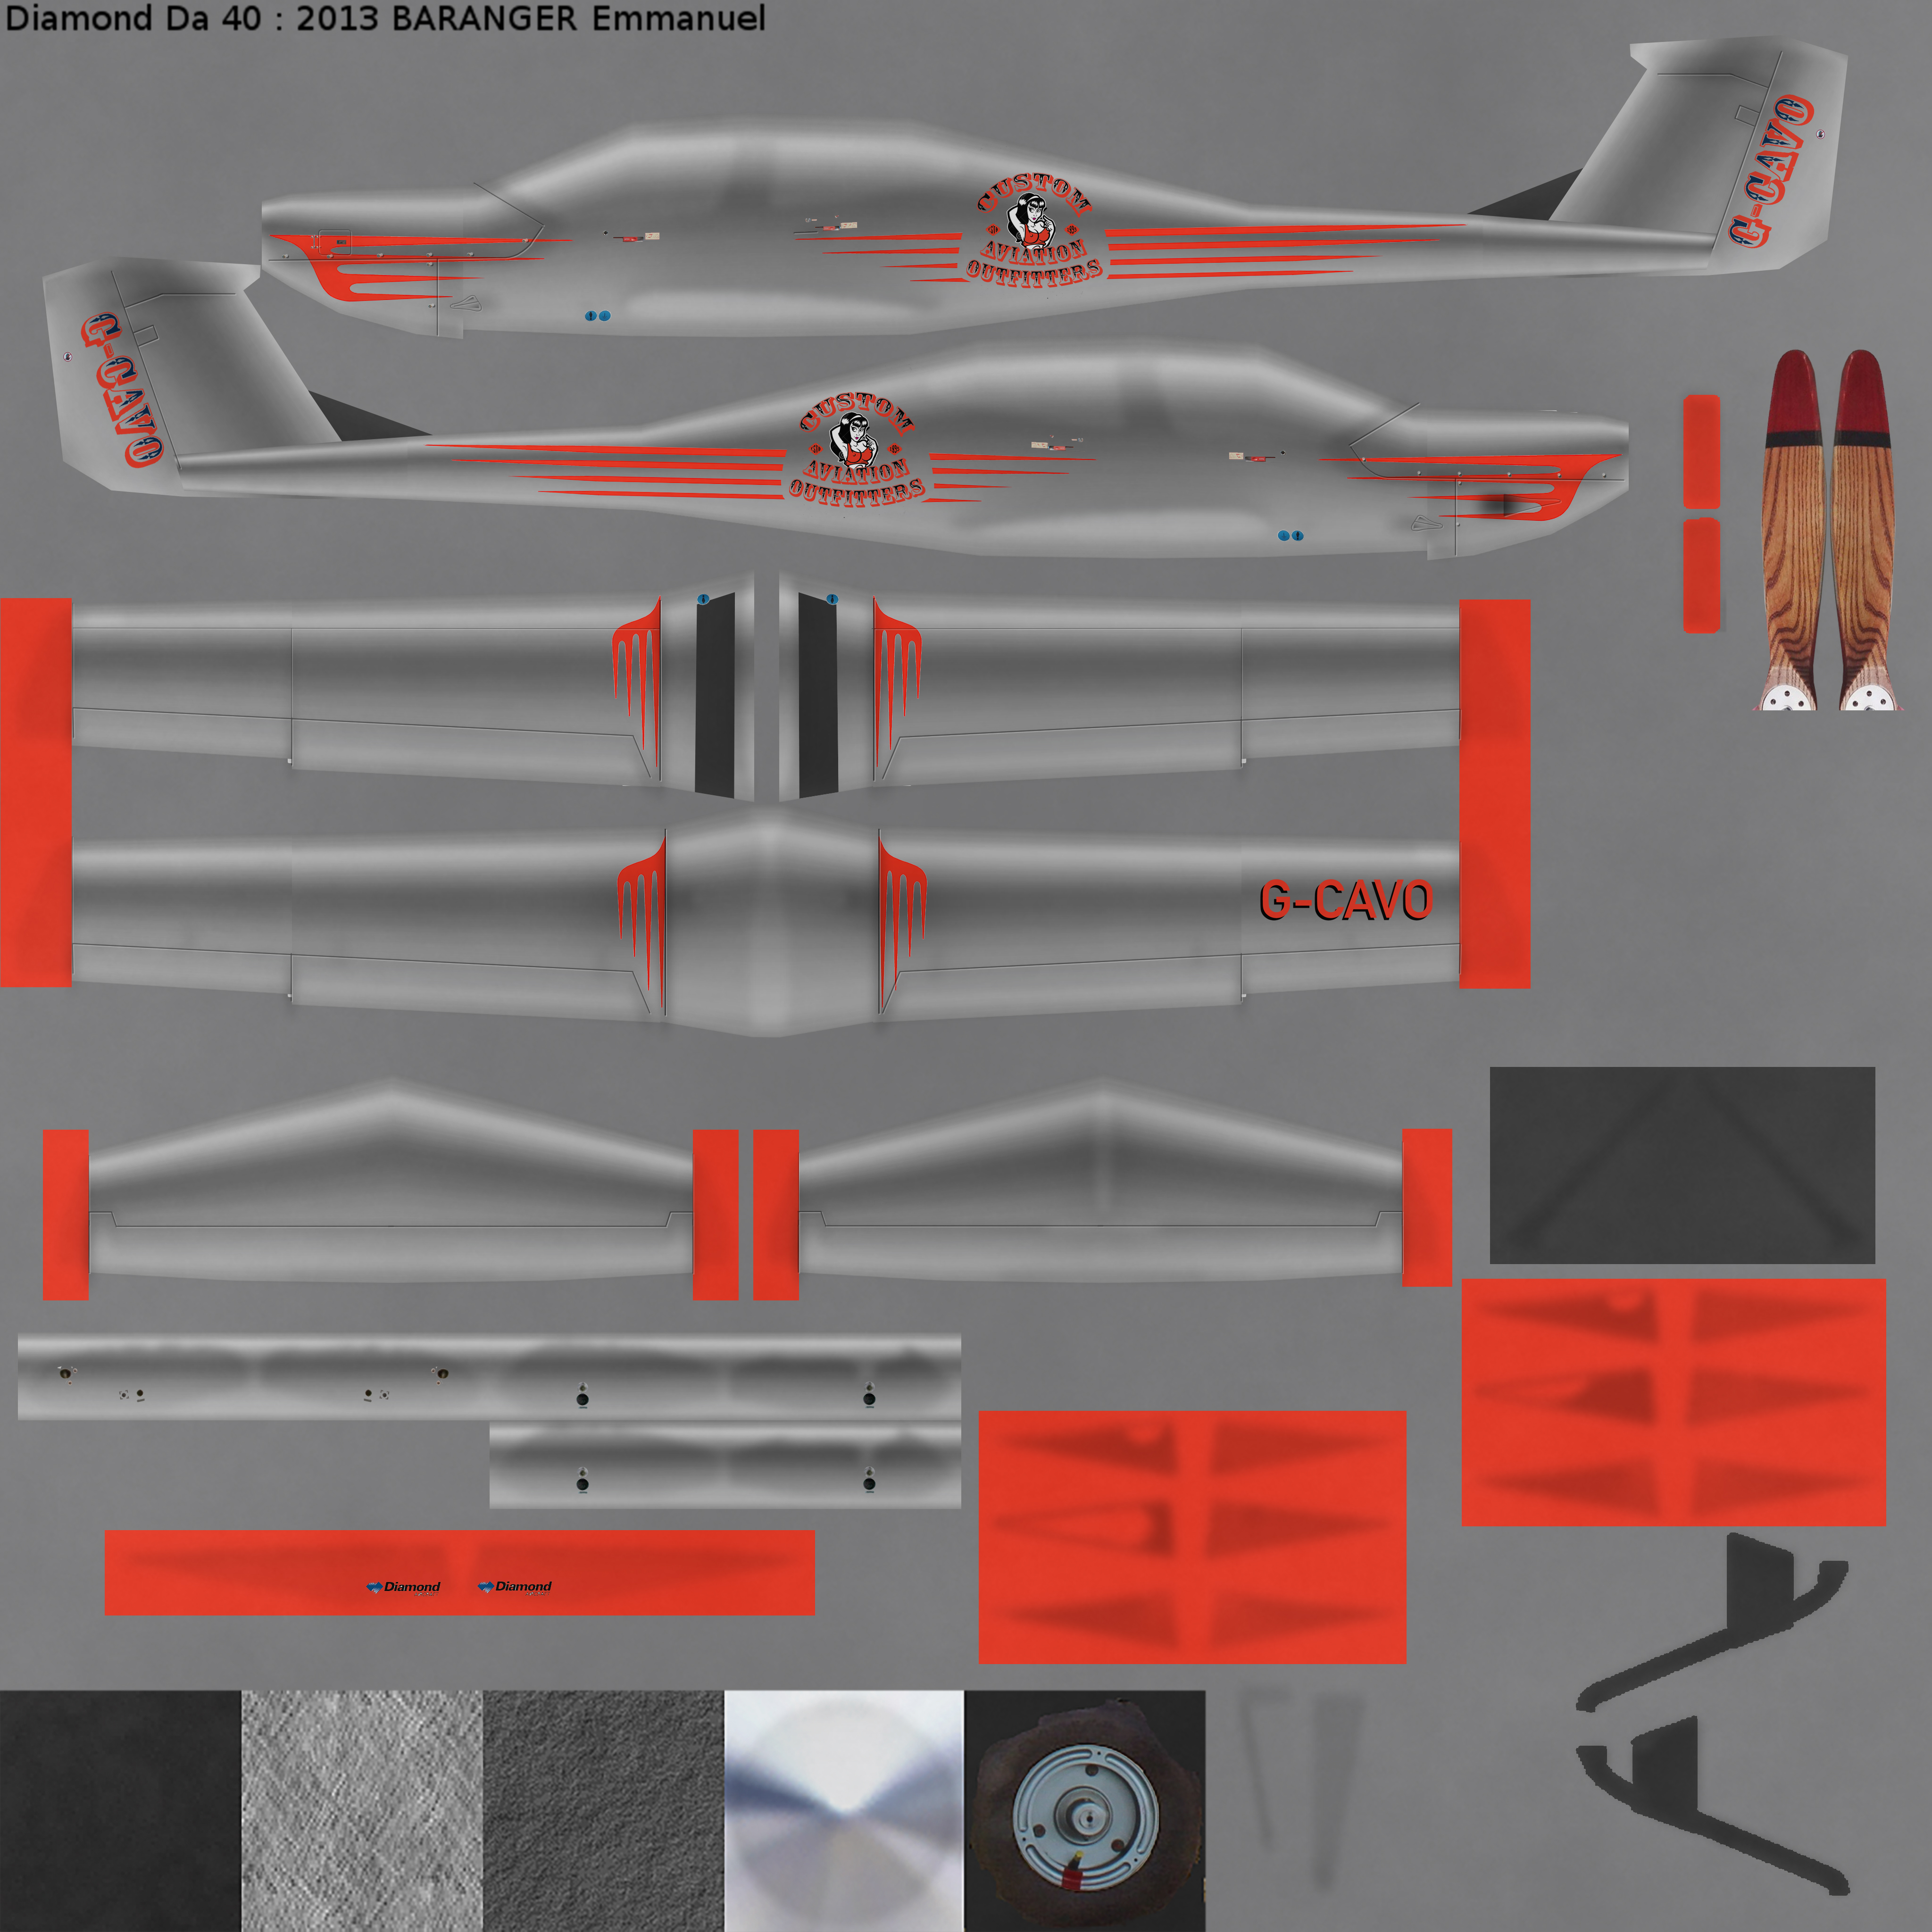 Diamond Da 40 : 2013 BARANGER Emmanuel
G-CAVO
CUSTOM
AVIATION
OUTFITTERS
G-CAVO
CUSTOM
AVIATION
OUTFITTERS
G-CAVO
Diamond
Diamond